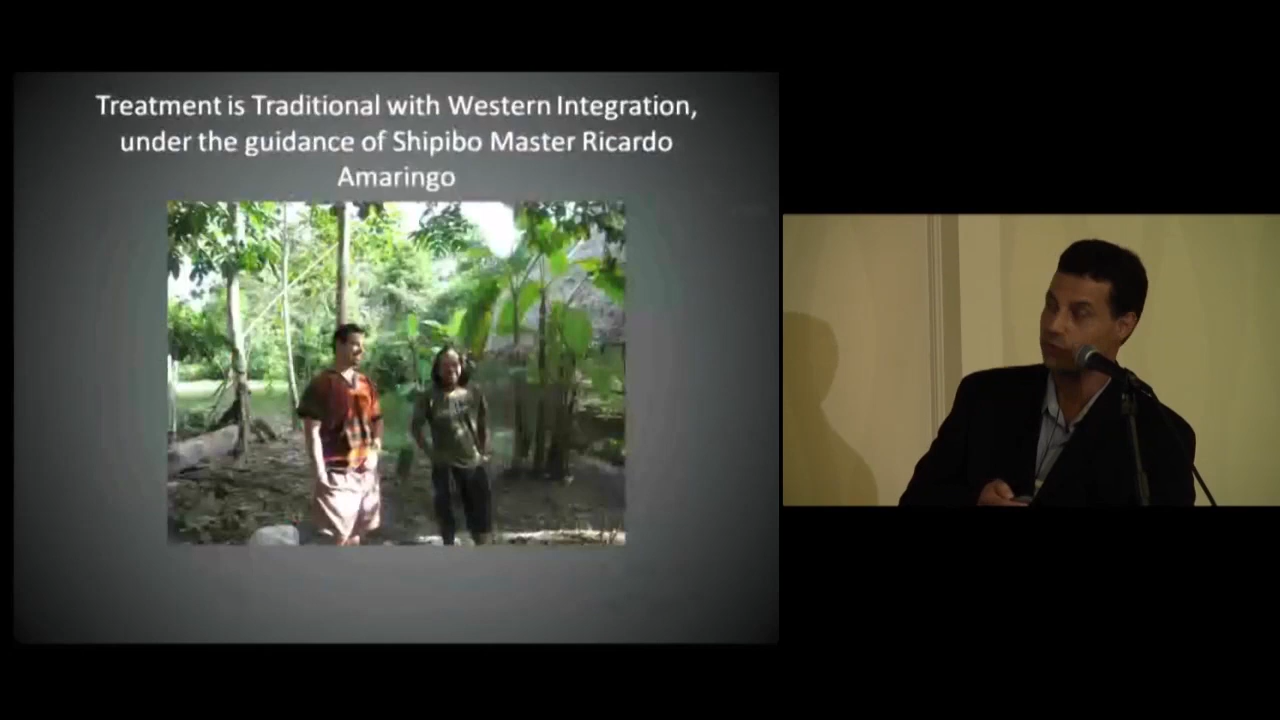 Treatment is Traditional with Western Integration,
under the guidance of Shipibo Master Ricardo
Amaringo